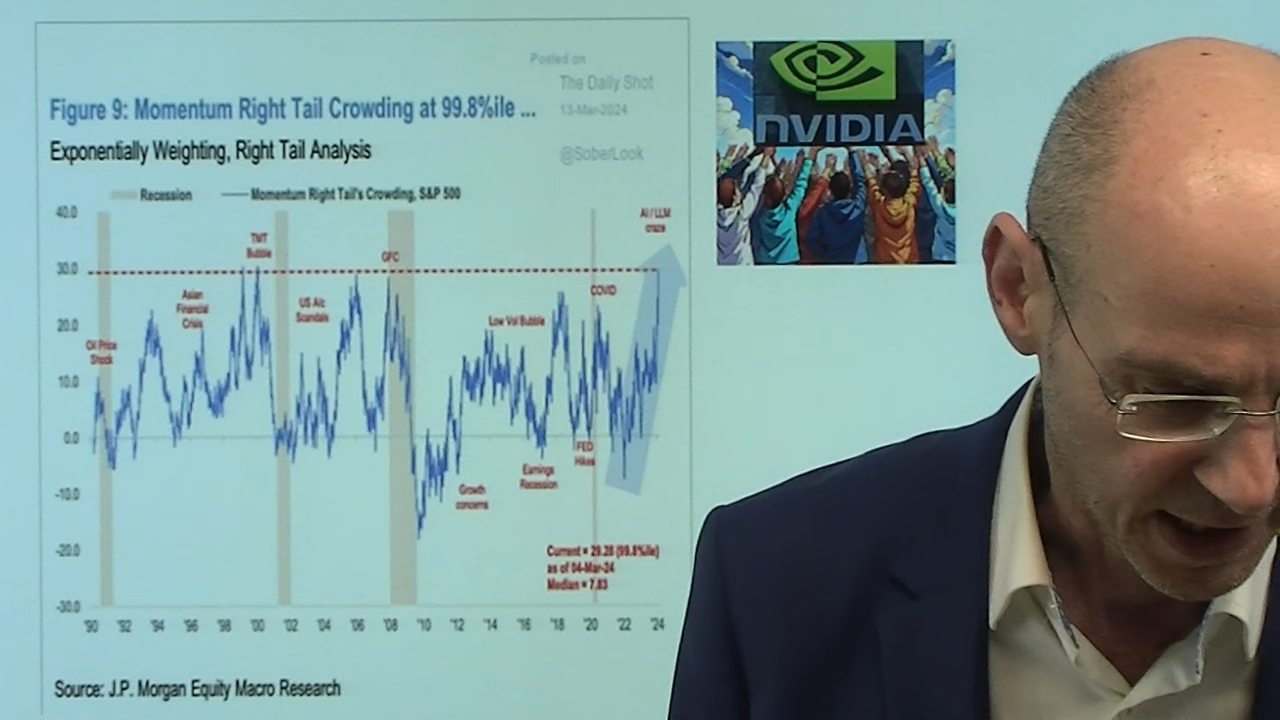 Posted on
The Daily Shot
Figure 9: Momentum Right Tail Crowding at 99.8%ile ...
13-Mar-2024
Exponentially Weighting, Right Tail Analysis
@SoberLook
Recession
Momentum Right Tail's Crowding, S&P 500
40.0
30.0
20.0
10.0
0.0
-10.0
-20.0
-30.0
Oil Price
Shock
Asian
Financial
Crisis
TMT
Bubble
US A/c
Scandals
GFC
Growth
concerns
Low Vol Bubble
Earnings
Recession
FED
Hikes
COVID
AI / LLM
craze
Current = 29.28 (99.8%ile)
as of 04-Mar-24
Median = 7.83
'90 '92 '94 '96 '98 '00 '02 '04 '06 '08 '10 '12 '14 '16 '18 '20 '22 '24
Source: J.P. Morgan Equity Macro Research
NVIDIA